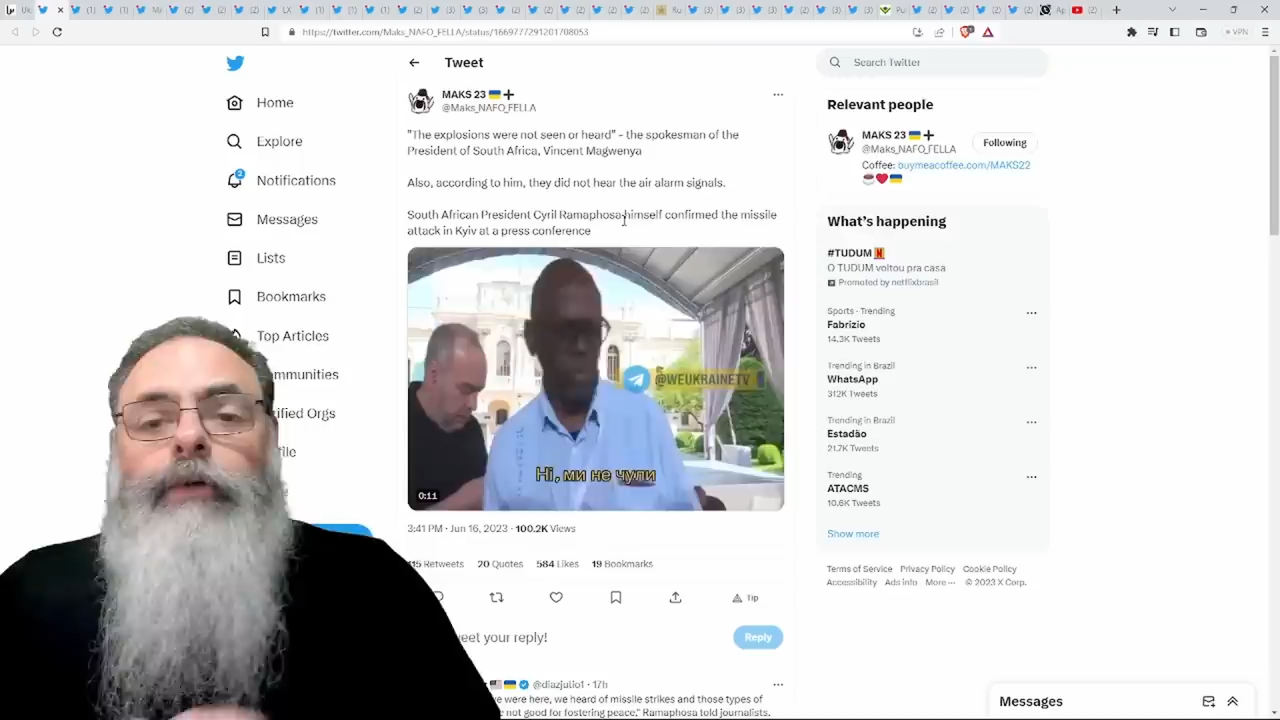 https://twitter.com/Maks_NAFO_FELLA/status/1669777291201708053
VPN
Home
Explore
2
Notifications
Messages
Lists
Bookmarks
Top Articles
Tweet
MAKS 23
@Maks_NAFO_FELLA
"The explosions were not seen or heard" - the spokesman of the
President of South Africa, Vincent Magwenya
Also, according to him, they did not hear the air alarm signals.
South African President Cyril Ramaphosa himself confirmed the missile
attack in Kyiv at a press conference
@WEUKRAINETV
Ні, ми не чули
0:11
3:41 PM · Jun 16, 2023 · 100.2K Views
Retweets 20 Quotes 584 Likes 19 Bookmarks
Tip
your reply!
Reply
@diazjulio1 · 17h
were here, we heard of missile strikes and those types of
not good for fostering peace," Ramaphosa told journalists.
Search Twitter
Relevant people
MAKS 23
@Maks_NAFO_FELLA
Following
Coffee: buymeacoffee.com/MAKS22
What's happening
#TUDUM
O TUDUM voltou pra casa
Promoted by netflixbrasil
Sports · Trending
Fabrizio
14.3K Tweets
Trending in Brazil
WhatsApp
312K Tweets
Trending in Brazil
Estadão
21.7K Tweets
Trending
ATACMS
10.6K Tweets
Show more
Terms of Service Privacy Policy Cookie Policy
Accessibility Ads info More ··· © 2023 X Corp.
Messages